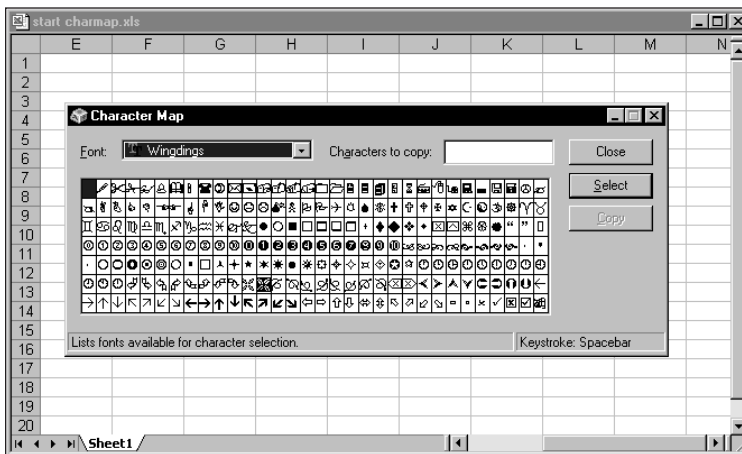 start charmap.xls
E F G H I J K L M N
1
2
3
4
5
6
7
8
9
10
11
12
13
14
15
16
17
18
19
20
Character Map
Font: Wingdings Characters to copy: Close
Select
Copy
Lists fonts available for character selection. Keystroke: Spacebar
Sheet1